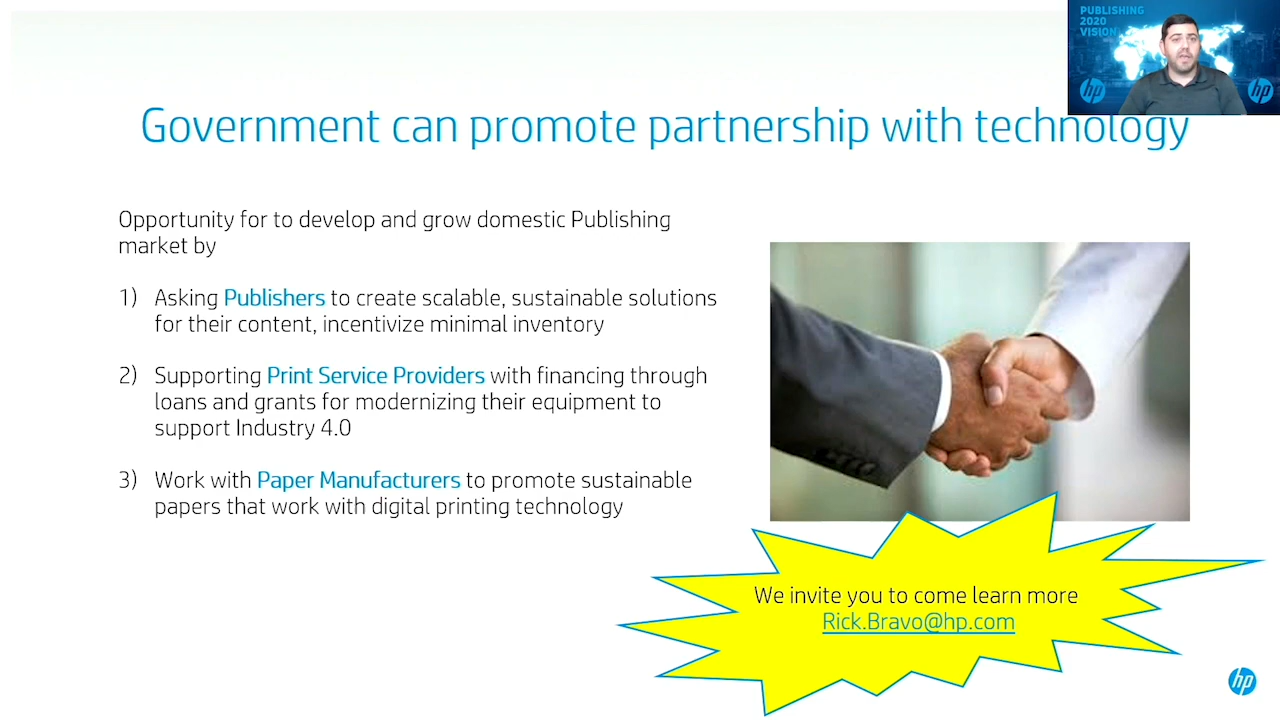 PUBLISHING
2020
VISION
hp
hp
Government can promote partnership with technology
Opportunity for to develop and grow domestic Publishing
market by
1) Asking Publishers to create scalable, sustainable solutions
for their content, incentivize minimal inventory
2) Supporting Print Service Providers with financing through
loans and grants for modernizing their equipment to
support Industry 4.0
3) Work with Paper Manufacturers to promote sustainable
papers that work with digital printing technology
We invite you to come learn more
Rick.Bravo@hp.com
hp